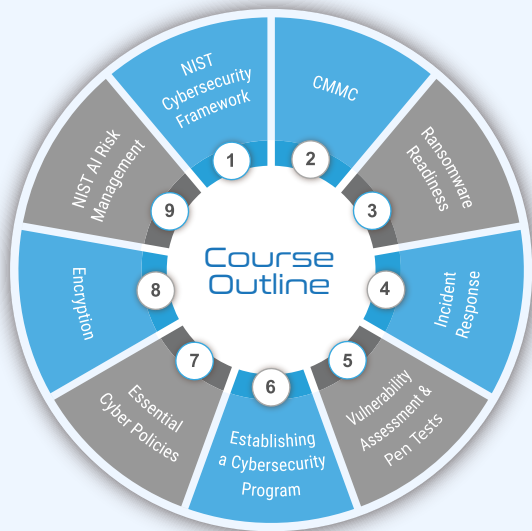 Course
Outline
1
NIST
Cybersecurity
Framework
2
CMMC
3
Ransomware
Readiness
4
Incident
Response
5
Vulnerability
Assessment &
Pen Tests
6
Establishing
a Cybersecurity
Program
7
Essential
Cyber Policies
8
Encryption
9
NIST AI Risk
Management